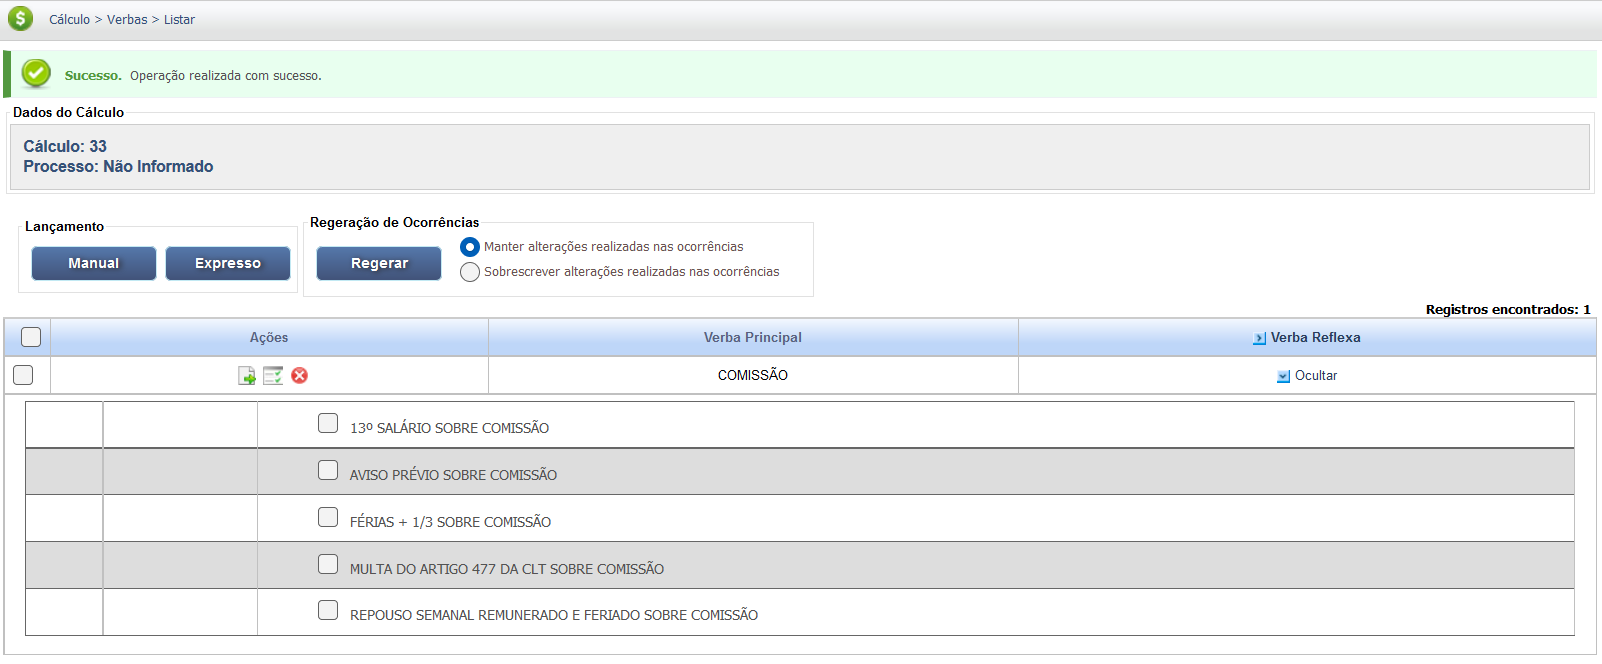 Cálculo > Verbas > Listar
Sucesso. Operação realizada com sucesso.
Dados do Cálculo
Cálculo: 33
Processo: Não Informado
Lançamento
Manual
Expresso
Regeração de Ocorrências
Regerar
Manter alterações realizadas nas ocorrências
Sobrescrever alterações realizadas nas ocorrências
Registros encontrados: 1
Ações
Verba Principal
Verba Reflexa
COMISSÃO
Ocultar
13º SALÁRIO SOBRE COMISSÃO
AVISO PRÉVIO SOBRE COMISSÃO
FÉRIAS + 1/3 SOBRE COMISSÃO
MULTA DO ARTIGO 477 DA CLT SOBRE COMISSÃO
REPOUSO SEMANAL REMUNERADO E FERIADO SOBRE COMISSÃO